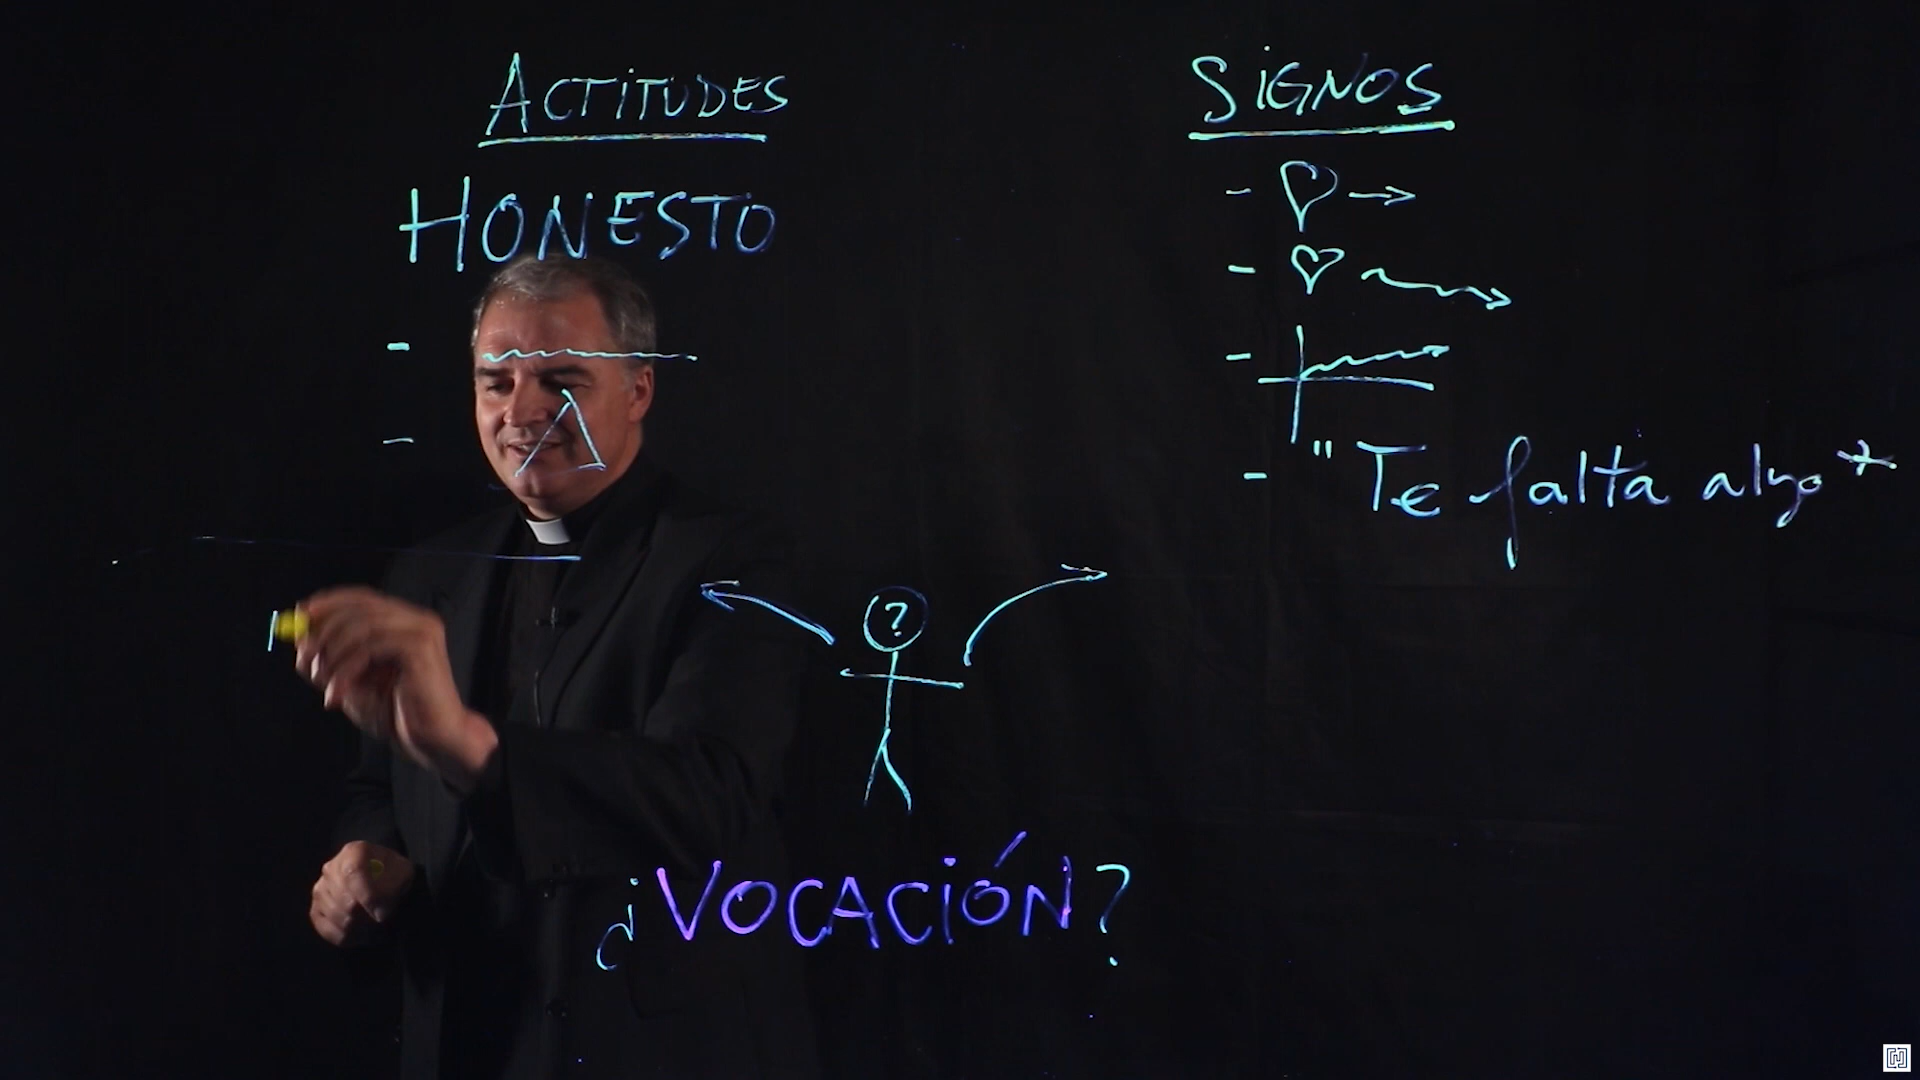 ACTITUDES
HONESTO
SIGNOS
"Te falta algo"
?
¿VOCACIÓN?